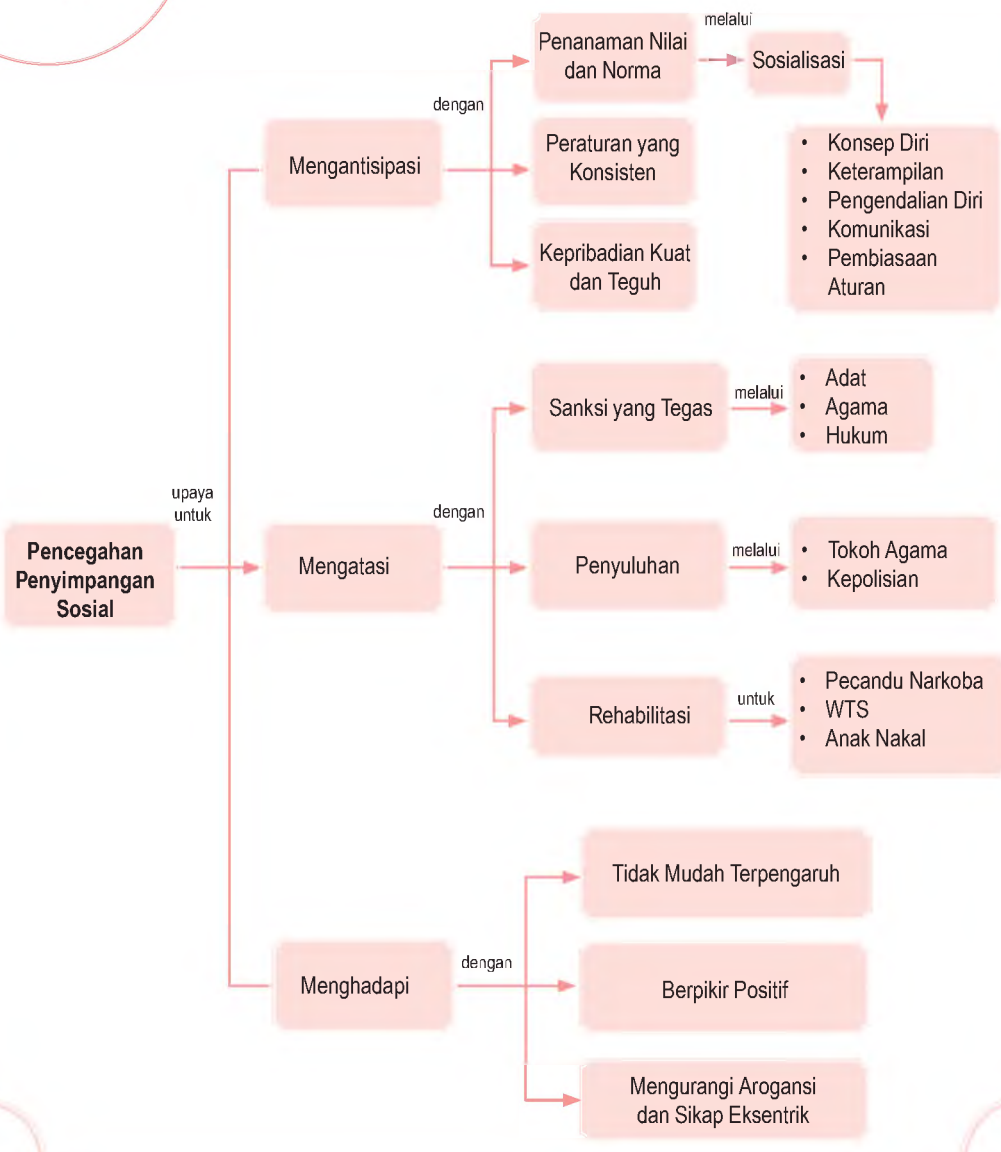 melalui
Penanaman Nilai
dan Norma
Sosialisasi
dengan
Mengantisipasi
Peraturan yang
Konsisten
• Konsep Diri
• Keterampilan
• Pengendalian Diri
• Komunikasi
• Pembiasaan
Aturan
Kepribadian Kuat
dan Teguh
Sanksi yang Tegas
melalui
• Adat
• Agama
• Hukum
upaya
untuk
dengan
Pencegahan
Penyimpangan
Sosial
Mengatasi
Penyuluhan
melalui
• Tokoh Agama
• Kepolisian
Rehabilitasi
untuk
• Pecandu Narkoba
• WTS
• Anak Nakal
Tidak Mudah Terpengaruh
Menghadapi
dengan
Berpikir Positif
Mengurangi Arogansi
dan Sikap Eksentrik